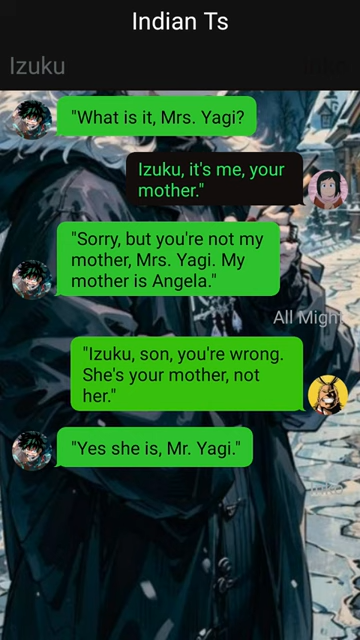 Indian Ts
Izuku
"What is it, Mrs. Yagi?
Izuku, it's me, your
mother."
"Sorry, but you're not my
mother, Mrs. Yagi. My
mother is Angela."
All Migh
"Izuku, son, you're wrong.
She's your mother, not
her."
"Yes she is, Mr. Yagi."